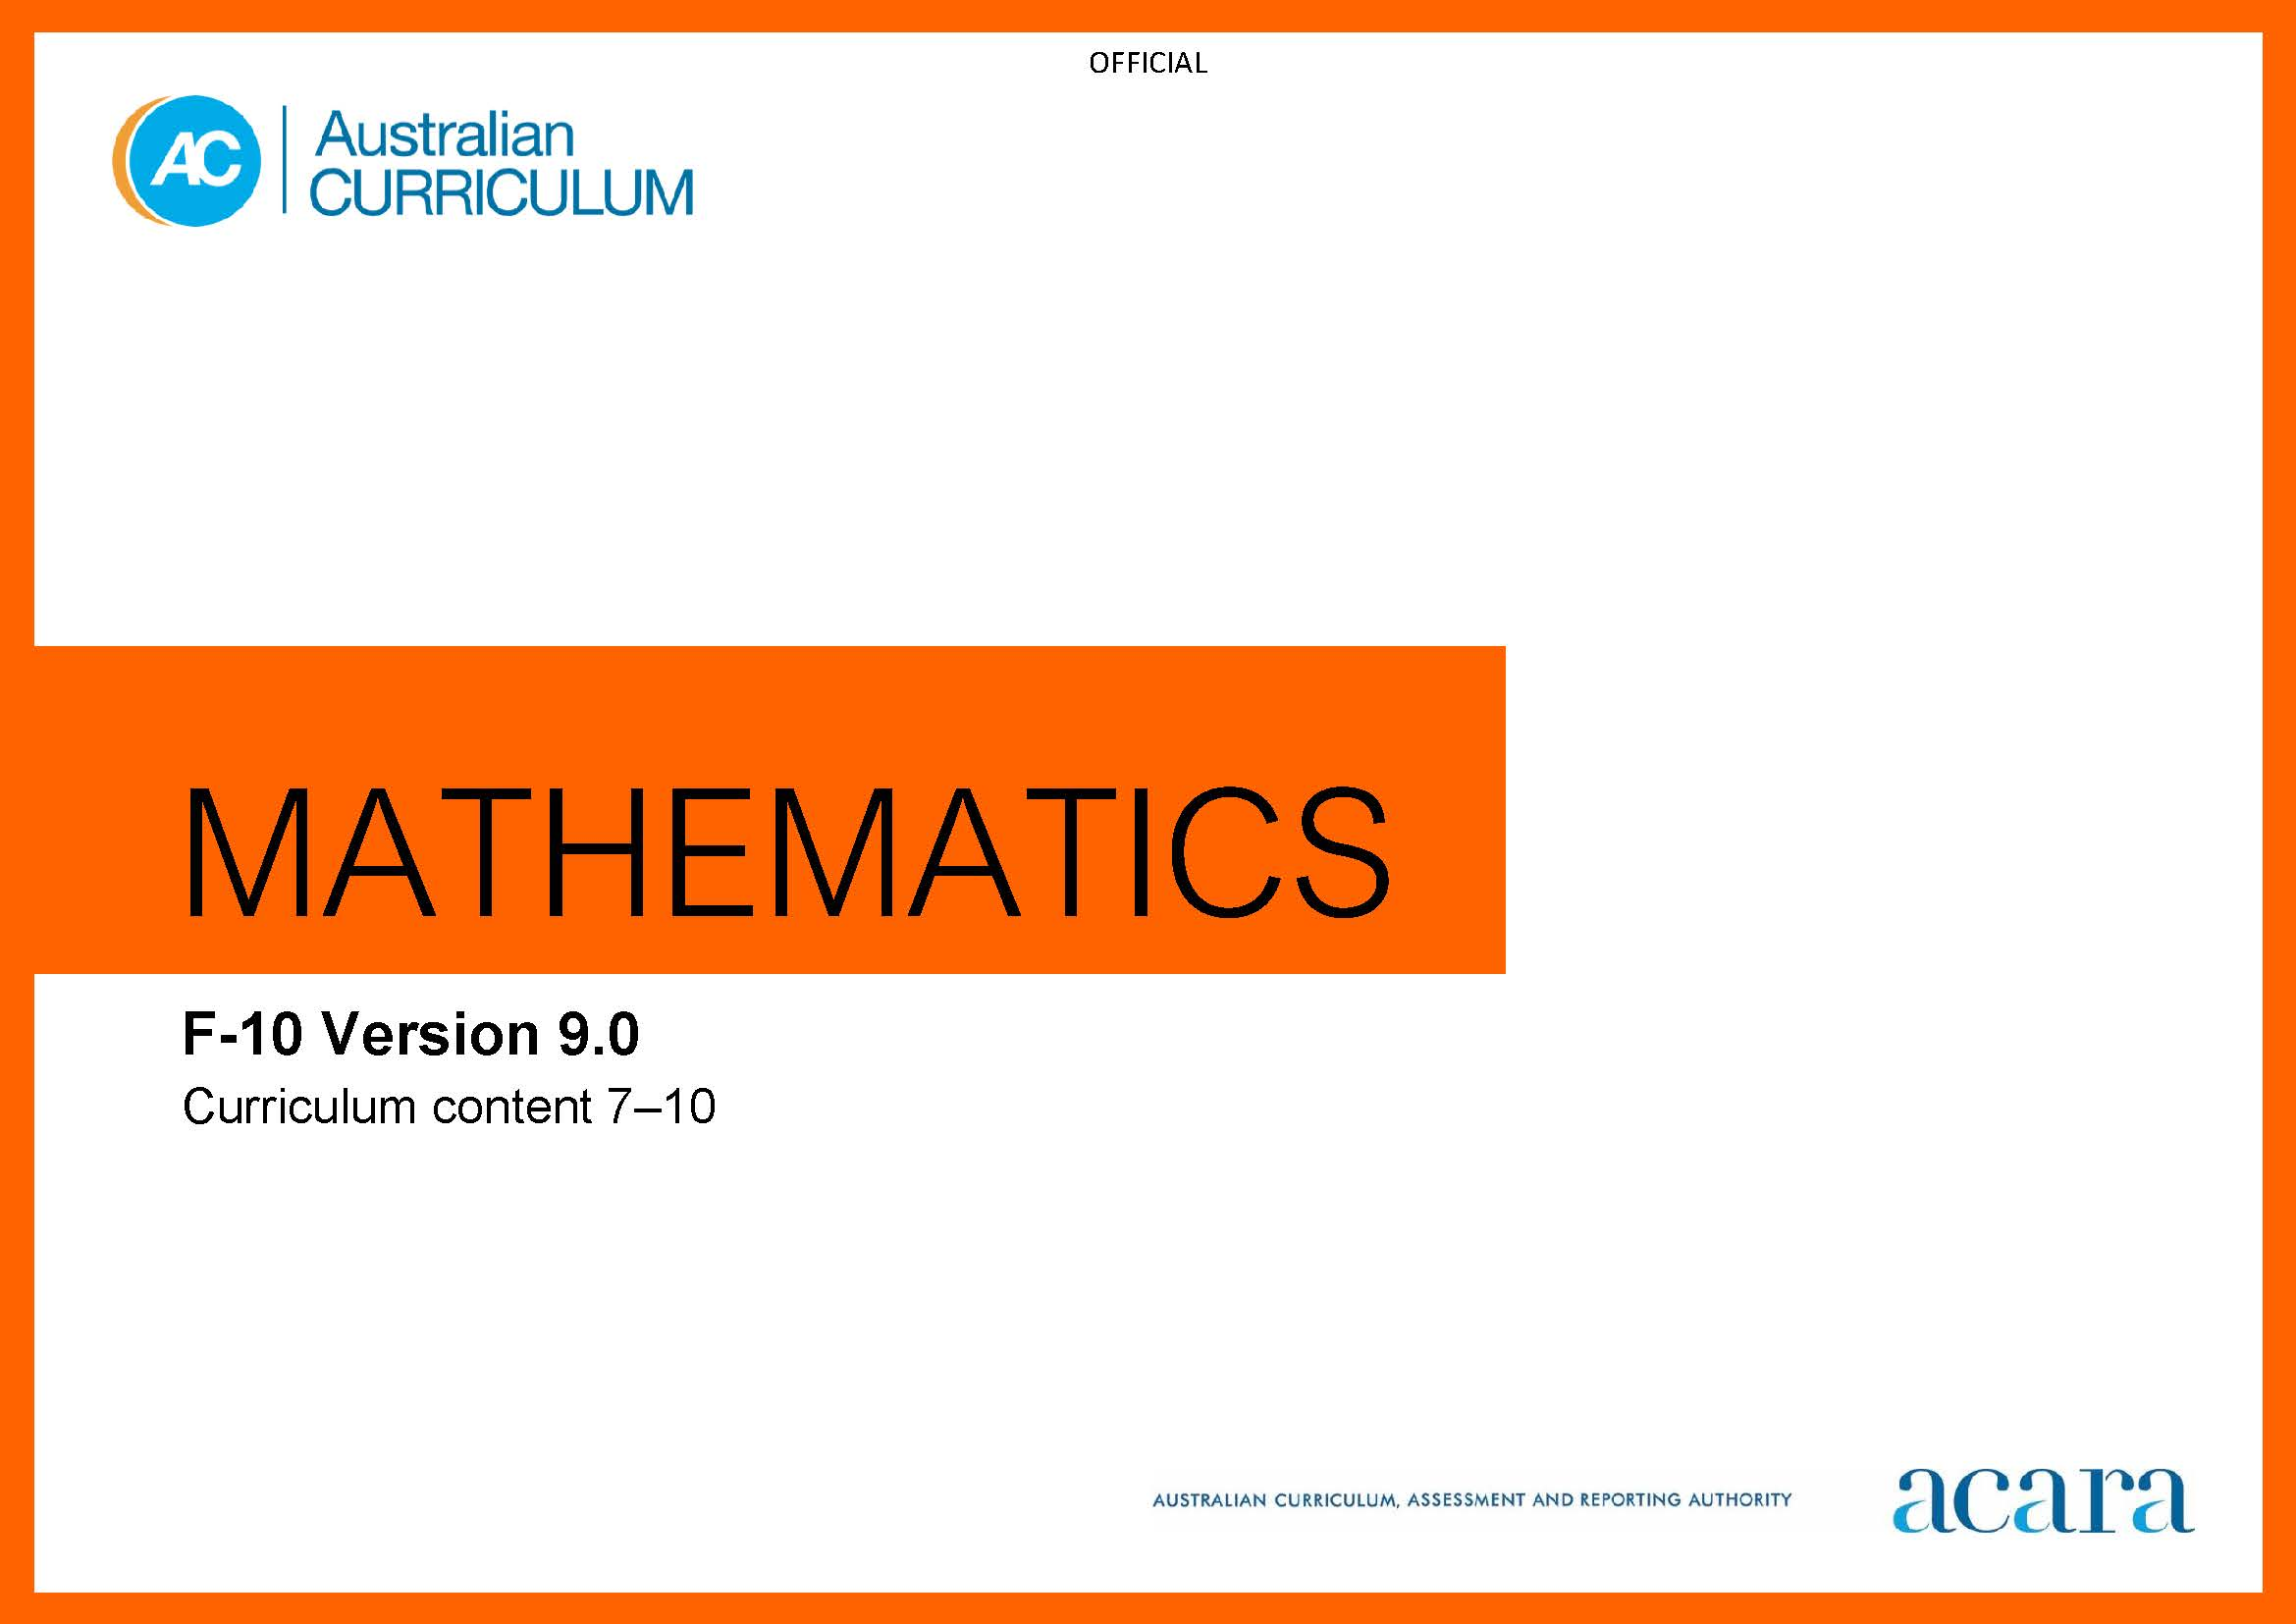 OFFICIAL
AC
Australian
CURRICULUM
MATHEMATICS
F-10 Version 9.0
Curriculum content 7–10
AUSTRALIAN CURRICULUM, ASSESSMENT AND REPORTING AUTHORITY
acara